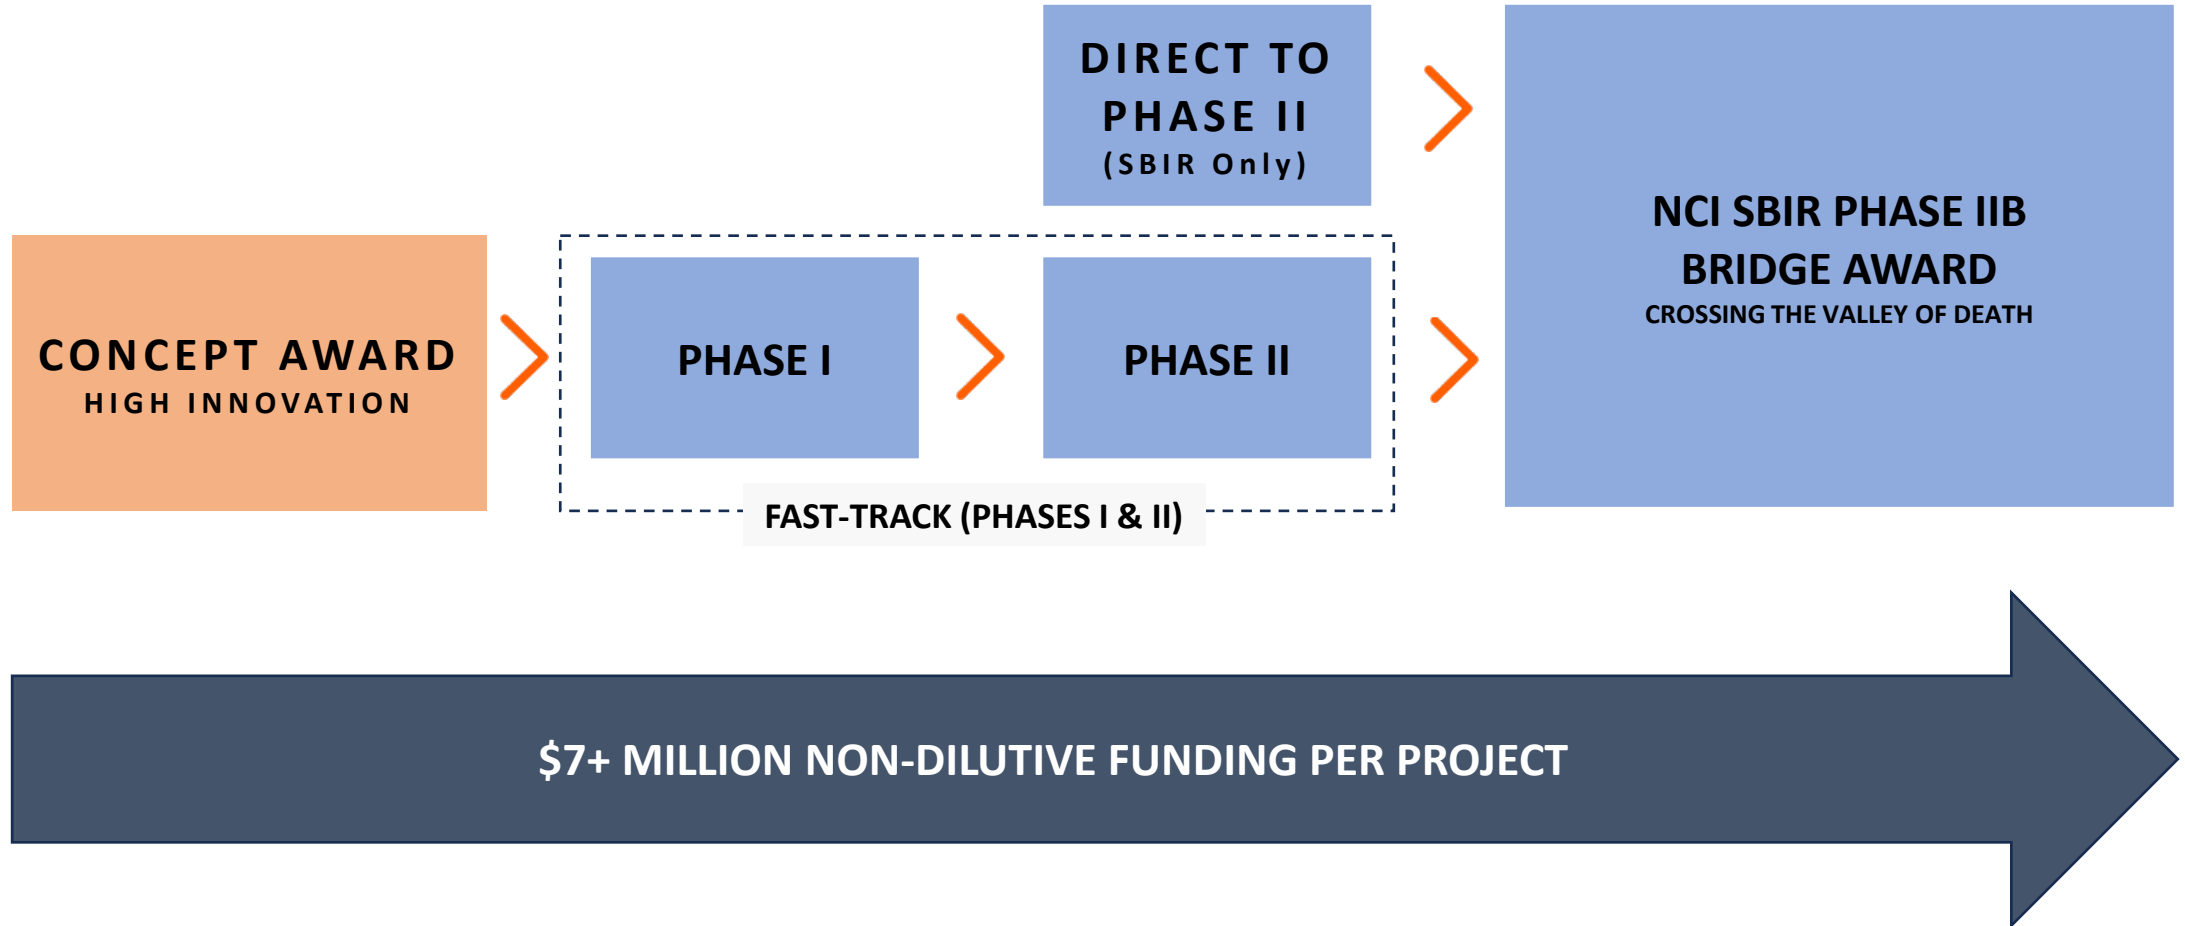 DIRECT TO
PHASE II
(SBIR Only)
NCI SBIR PHASE IIB
BRIDGE AWARD
CROSSING THE VALLEY OF DEATH
CONCEPT AWARD
HIGH INNOVATION
PHASE I
PHASE II
FAST-TRACK (PHASES I & II)
$7+ MILLION NON-DILUTIVE FUNDING PER PROJECT